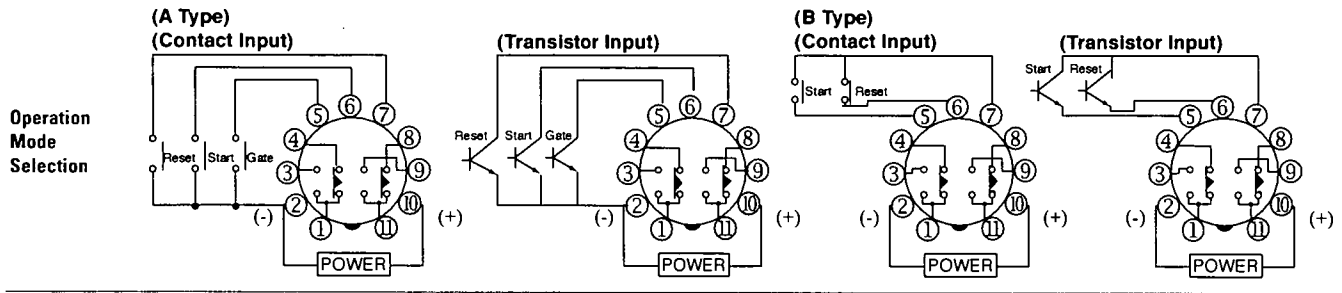 (A Type)
(Contact Input)
(Transistor Input)
(B Type)
(Contact Input)
(Transistor Input)
Operation
Mode
Selection
Reset Start Gate
① ② ③ ④ ⑤ ⑥ ⑦ ⑧ ⑨ ⑩ ⑪
(-) (+)
POWER
Reset Start Gate
① ② ③ ④ ⑤ ⑥ ⑦ ⑧ ⑨ ⑩ ⑪
(-) (+)
POWER
Start Reset
① ② ③ ④ ⑤ ⑥ ⑦ ⑧ ⑨ ⑩ ⑪
(-) (+)
POWER
Start Reset
① ② ③ ④ ⑤ ⑥ ⑦ ⑧ ⑨ ⑩ ⑪
(-) (+)
POWER